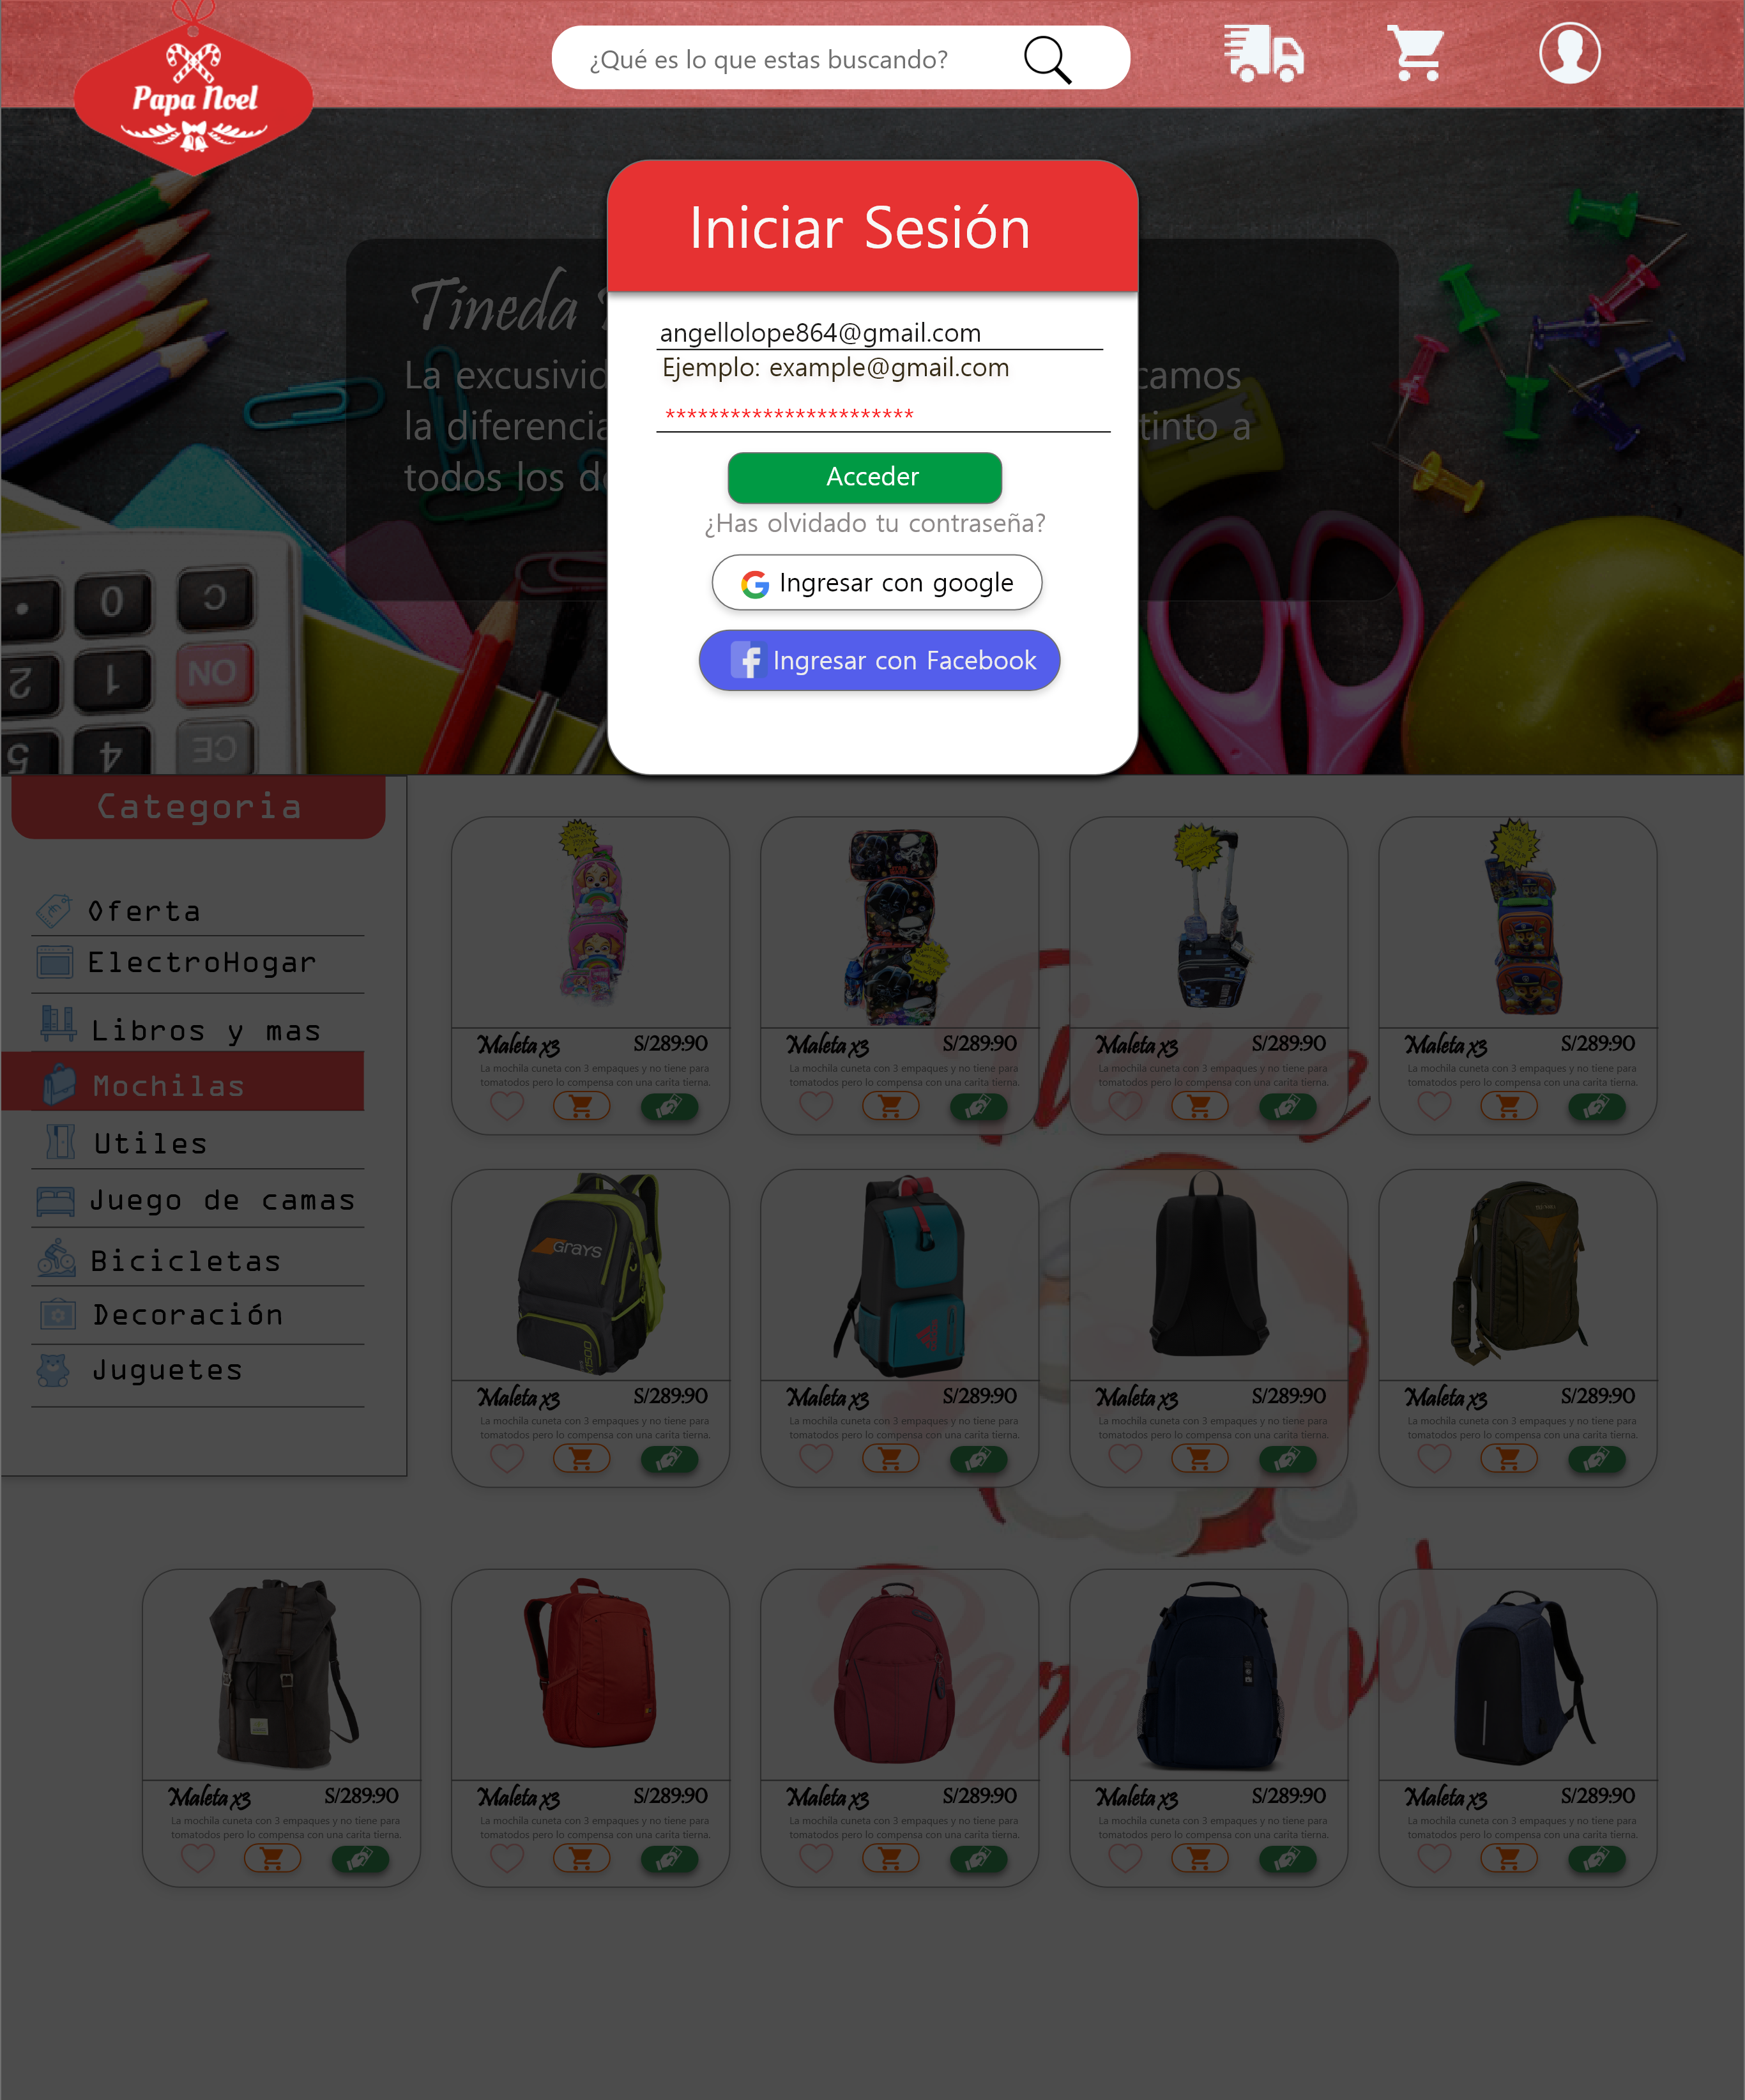 Papa Noel
¿Qué es lo que estas buscando?
Iniciar Sesión
angellolope864@gmail.com
Ejemplo: example@gmail.com
***********************
Acceder
¿Has olvidado tu contraseña?
G Ingresar con google
f Ingresar con Facebook
Tineda
La excusivid camos
la diferencia tinto a
todos los de
0 C
2 1 ON
5 4 CE
Categoria
Oferta
ElectroHogar
Libros y mas
Mochilas
Utiles
Juego de camas
Bicicletas
Decoración
Juguetes
Tienda
Papa Noel
Maleta x3 S/289.90
La mochila cuneta con 3 empaques y no tiene para
tomatodos pero lo compensa con una carita tierna.
Maleta x3 S/289.90
La mochila cuneta con 3 empaques y no tiene para
tomatodos pero lo compensa con una carita tierna.
Maleta x3 S/289.90
La mochila cuneta con 3 empaques y no tiene para
tomatodos pero lo compensa con una carita tierna.
Maleta x3 S/289.90
La mochila cuneta con 3 empaques y no tiene para
tomatodos pero lo compensa con una carita tierna.
GRAYS
X1500
Maleta x3 S/289.90
La mochila cuneta con 3 empaques y no tiene para
tomatodos pero lo compensa con una carita tierna.
Maleta x3 S/289.90
La mochila cuneta con 3 empaques y no tiene para
tomatodos pero lo compensa con una carita tierna.
Maleta x3 S/289.90
La mochila cuneta con 3 empaques y no tiene para
tomatodos pero lo compensa con una carita tierna.
Maleta x3 S/289.90
La mochila cuneta con 3 empaques y no tiene para
tomatodos pero lo compensa con una carita tierna.
Maleta x3 S/289.90
La mochila cuneta con 3 empaques y no tiene para
tomatodos pero lo compensa con una carita tierna.
Maleta x3 S/289.90
La mochila cuneta con 3 empaques y no tiene para
tomatodos pero lo compensa con una carita tierna.
Maleta x3 S/289.90
La mochila cuneta con 3 empaques y no tiene para
tomatodos pero lo compensa con una carita tierna.
Maleta x3 S/289.90
La mochila cuneta con 3 empaques y no tiene para
tomatodos pero lo compensa con una carita tierna.
Maleta x3 S/289.90
La mochila cuneta con 3 empaques y no tiene para
tomatodos pero lo compensa con una carita tierna.